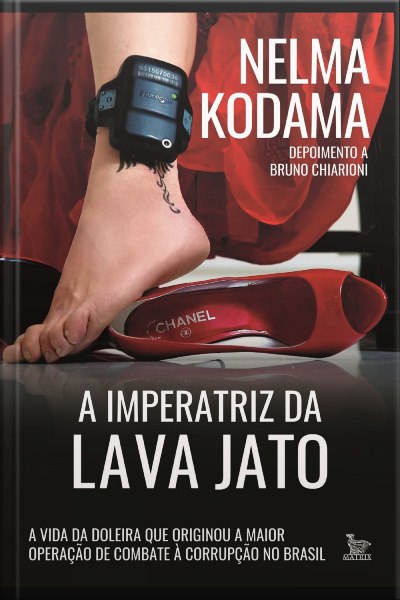 0315070030
NELMA
KODAMA
DEPOIMENTO A
BRUNO CHIARIONI
CHANEL
A IMPERATRIZ DA
LAVA JATO
A VIDA DA DOLEIRA QUE ORIGINOU A MAIOR
OPERAÇÃO DE COMBATE À CORRUPÇÃO NO BRASIL
MATRIX